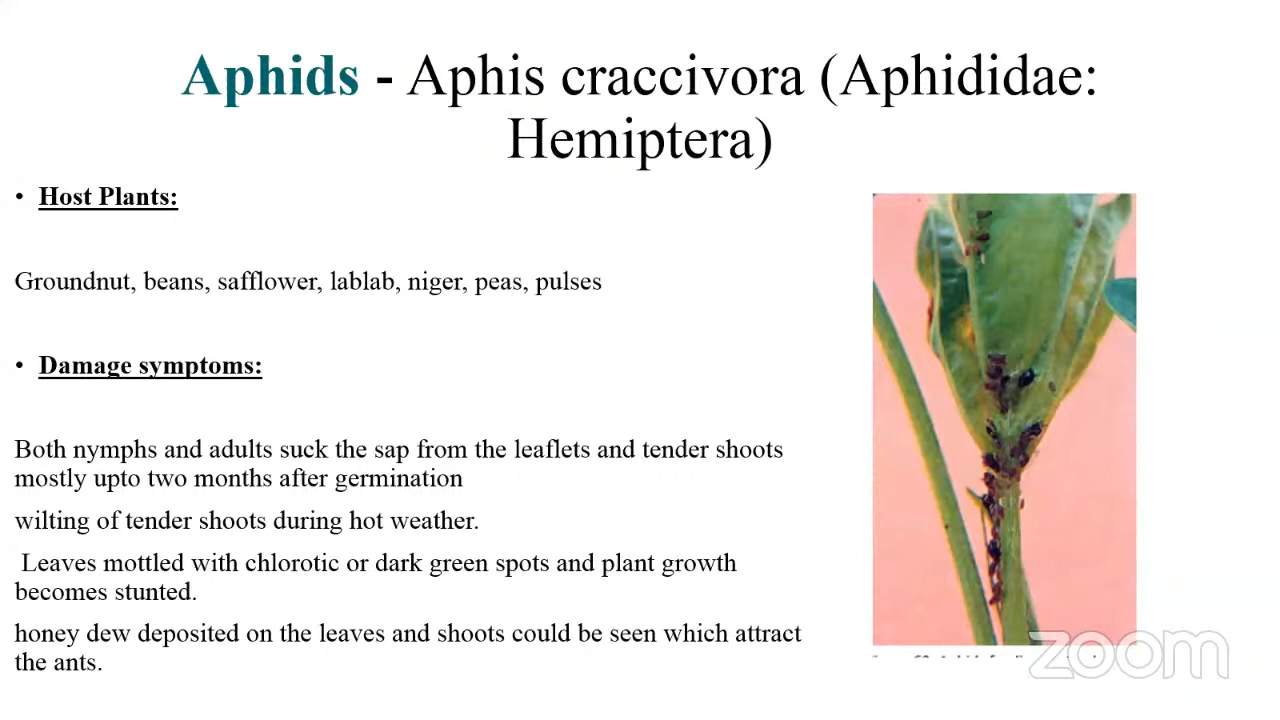 Aphids - Aphis craccivora (Aphididae:
Hemiptera)
• Host Plants:
Groundnut, beans, safflower, lablab, niger, peas, pulses
• Damage symptoms:
Both nymphs and adults suck the sap from the leaflets and tender shoots
mostly upto two months after germination
wilting of tender shoots during hot weather.
Leaves mottled with chlorotic or dark green spots and plant growth
becomes stunted.
honey dew deposited on the leaves and shoots could be seen which attract
the ants.
zoom